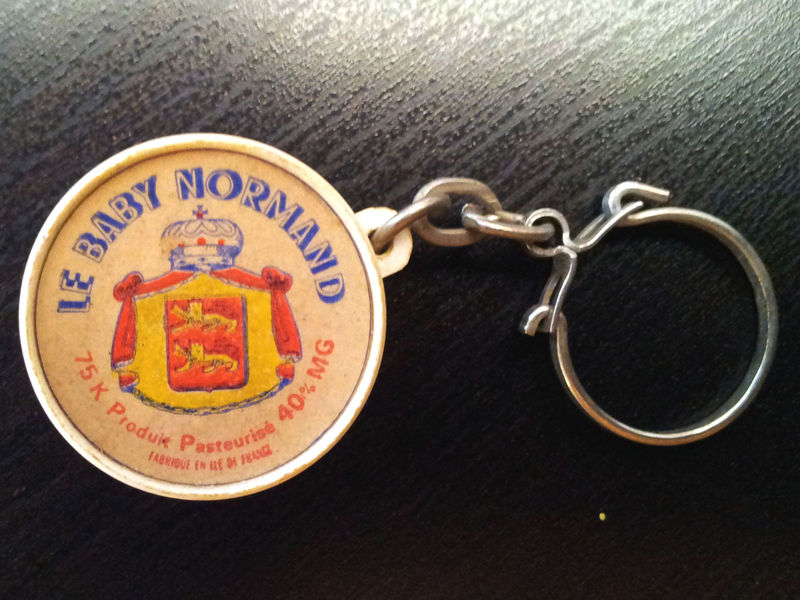 LE BABY NORMAND
75 K Produit Pasteurisé 40% MG
FABRIQUÉ EN ILE DE FRANCE